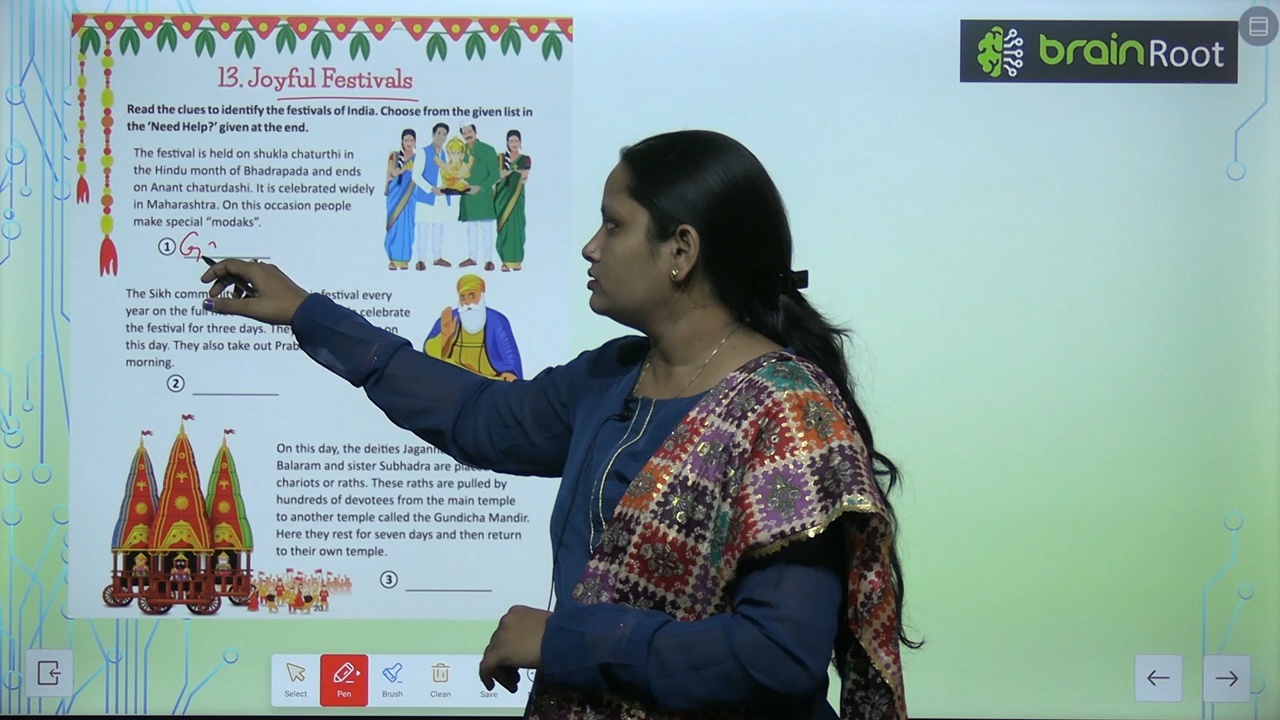 brainRoot
13. Joyful Festivals
Read the clues to identify the festivals of India. Choose from the given list in
the 'Need Help?' given at the end.
The festival is held on shukla chaturthi in
the Hindu month of Bhadrapada and ends
on Anant chaturdashi. It is celebrated widely
in Maharashtra. On this occasion people
make special "modaks".
1
The Sikh festival every
year on the full celebrate
the festival for three days. They on
this day. They also take out
morning.
2
On this day, the deities
Balaram and sister Subhadra are
chariots or raths. These raths are pulled by
hundreds of devotees from the main temple
to another temple called the Gundicha Mandir.
Here they rest for seven days and then return
to their own temple.
3
20
Select
Pen
Brush
Clean
Save